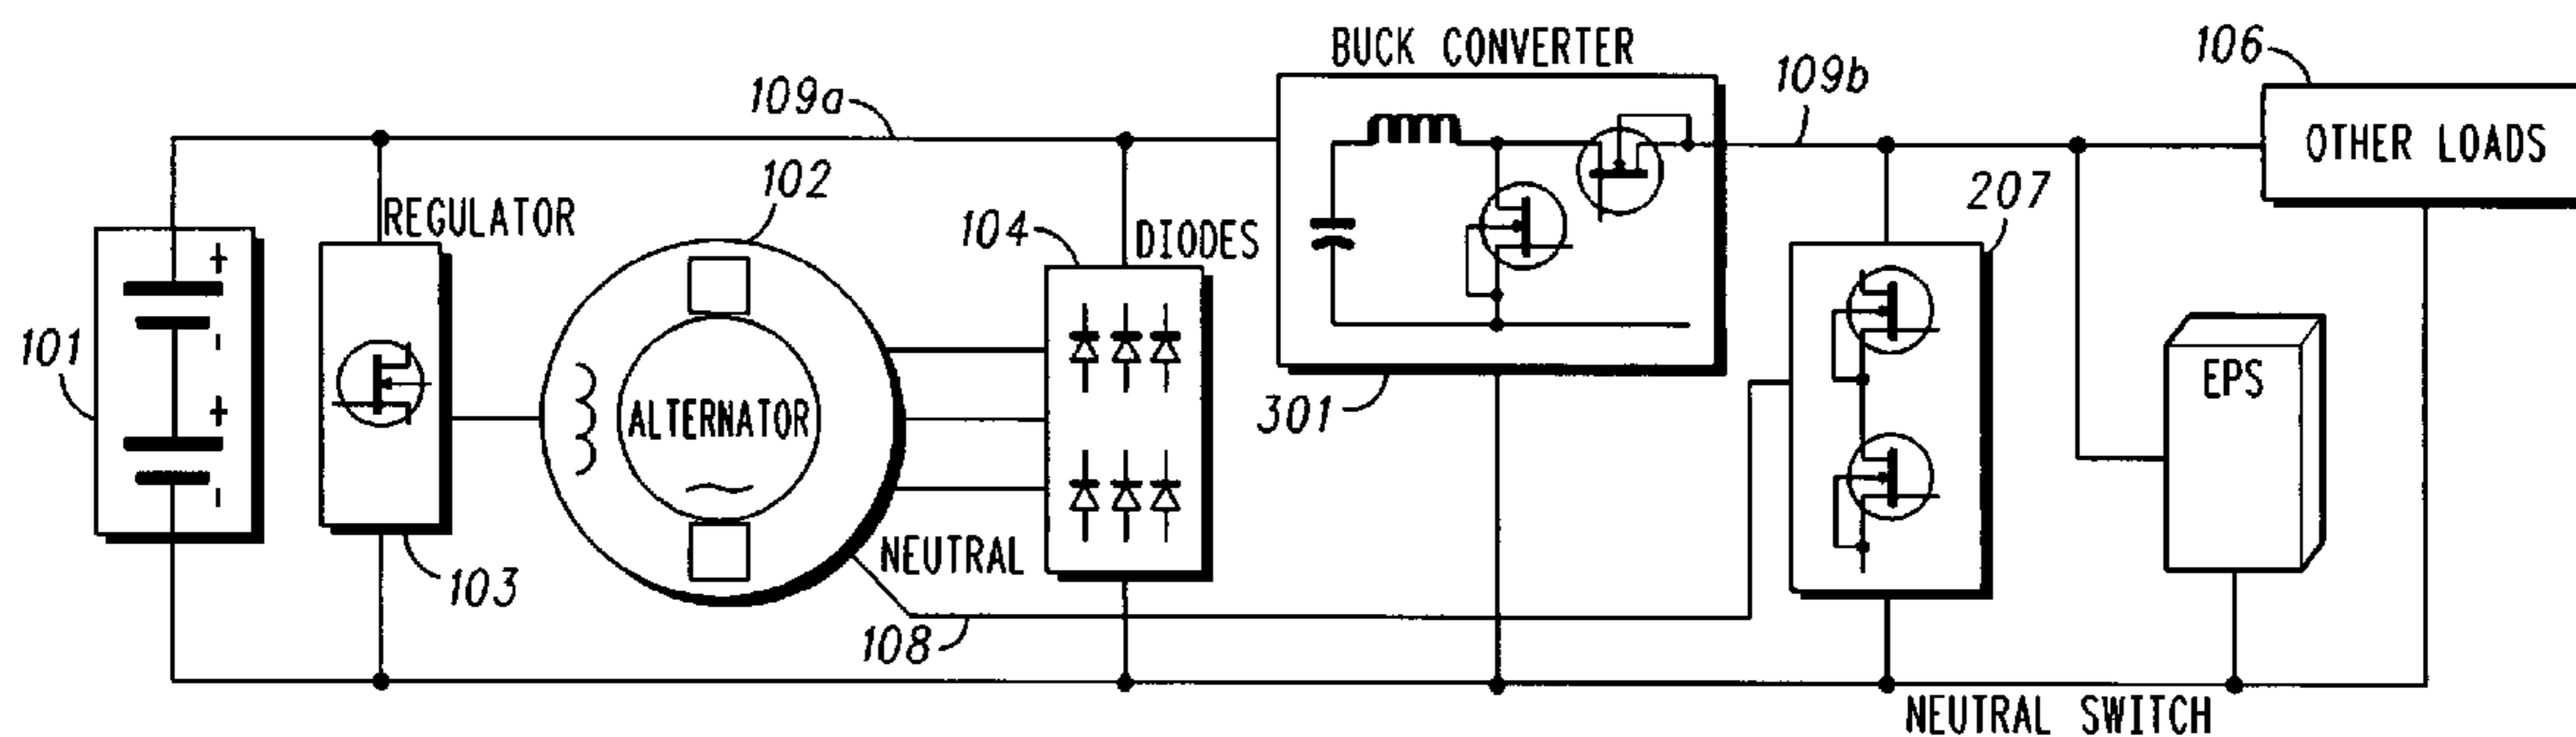 BUCK CONVERTER
106
109a
109b
OTHER LOADS
102
207
REGULATOR
104
DIODES
+
-
101
+
-
EPS
301
ALTERNATOR
NEUTRAL
103
108
NEUTRAL SWITCH